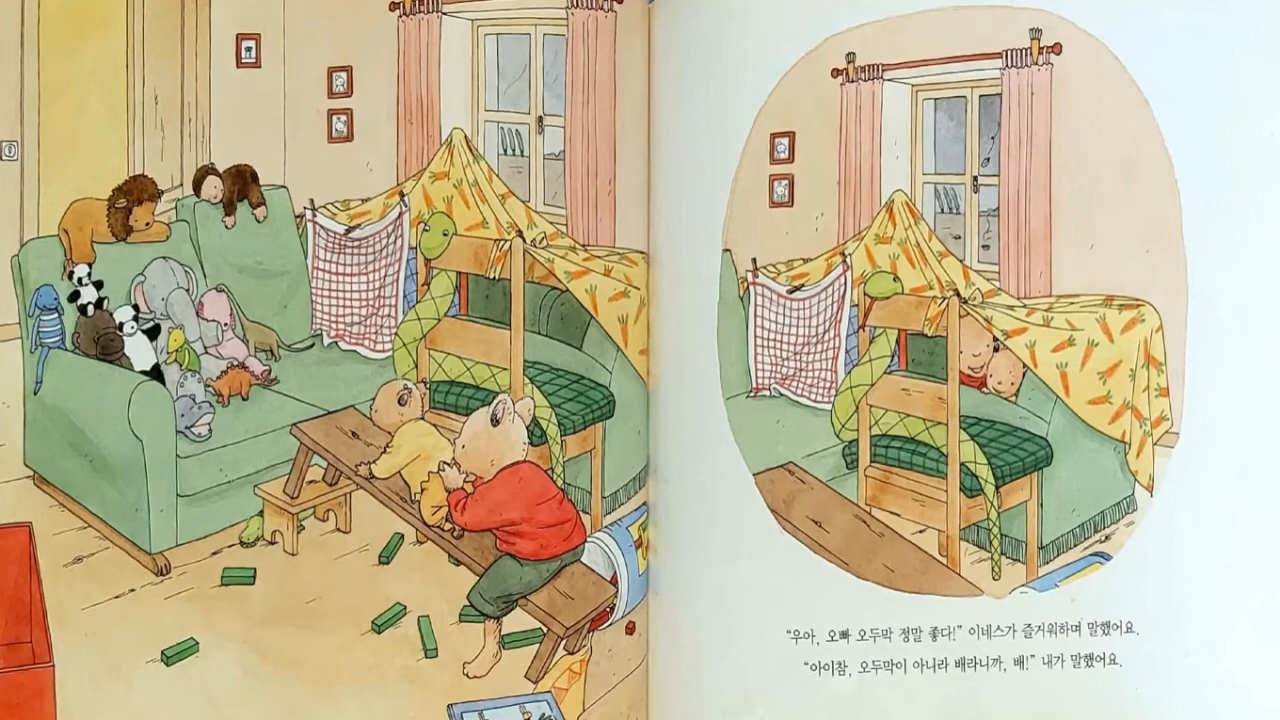 "우아, 오빠 오두막 정말 좋다!" 이네스가 즐거워하며 말했어요.
"아이참, 오두막이 아니라 배라니까, 배!" 내가 말했어요.